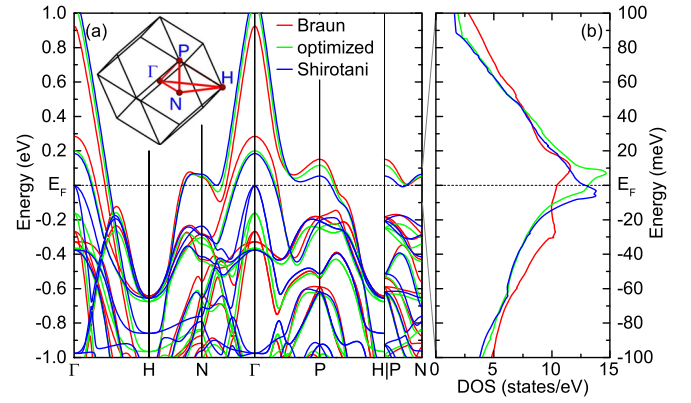 (a)
Braun
optimized
Shirotani
P
Γ
H
N
(b)
1.0
0.8
0.6
0.4
0.2
E_F
-0.2
-0.4
-0.6
-0.8
-1.0
Energy (eV)
Γ H N Γ P H|P N
100
80
60
40
20
E_F
-20
-40
-60
-80
-100
Energy (meV)
0 5 10 15
DOS (states/eV)